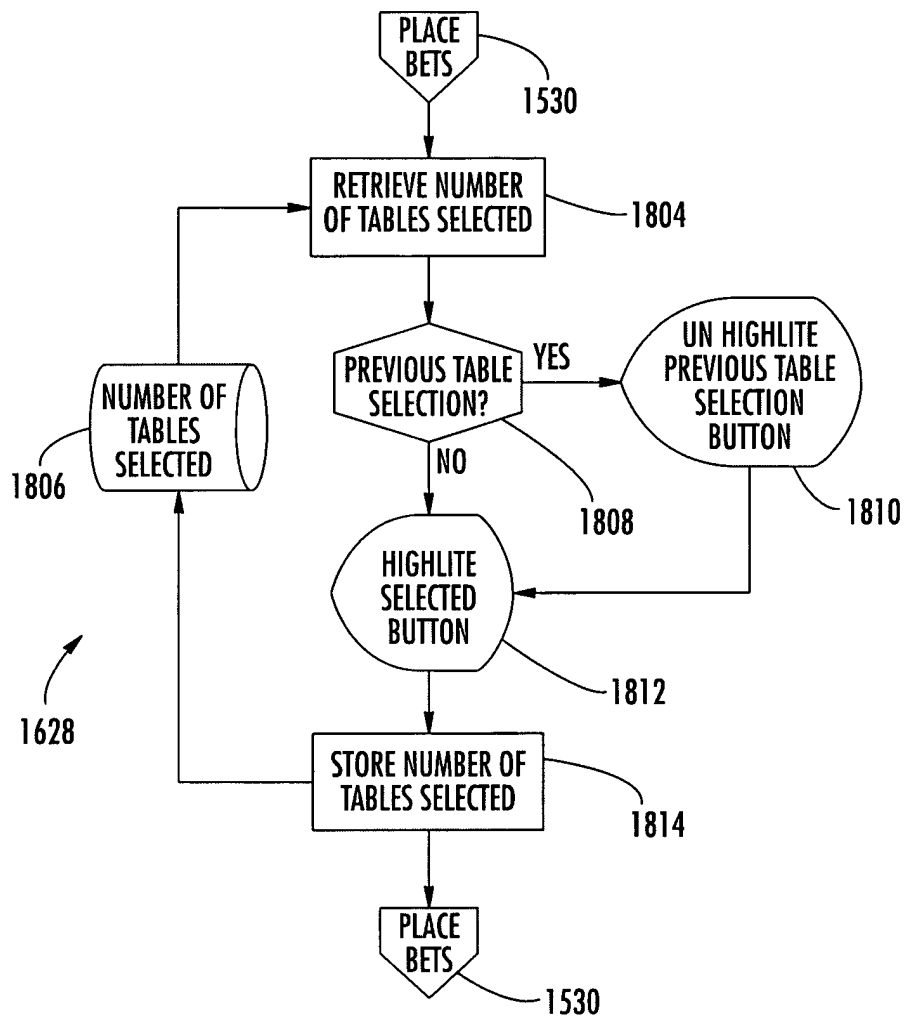 PLACE
BETS
1530
RETRIEVE NUMBER
OF TABLES SELECTED
1804
PREVIOUS TABLE
SELECTION?
YES
NO
1808
UN HIGHLITE
PREVIOUS TABLE
SELECTION
BUTTON
1810
NUMBER OF
TABLES
SELECTED
1806
HIGHLITE
SELECTED
BUTTON
1812
1628
STORE NUMBER OF
TABLES SELECTED
1814
PLACE
BETS
1530